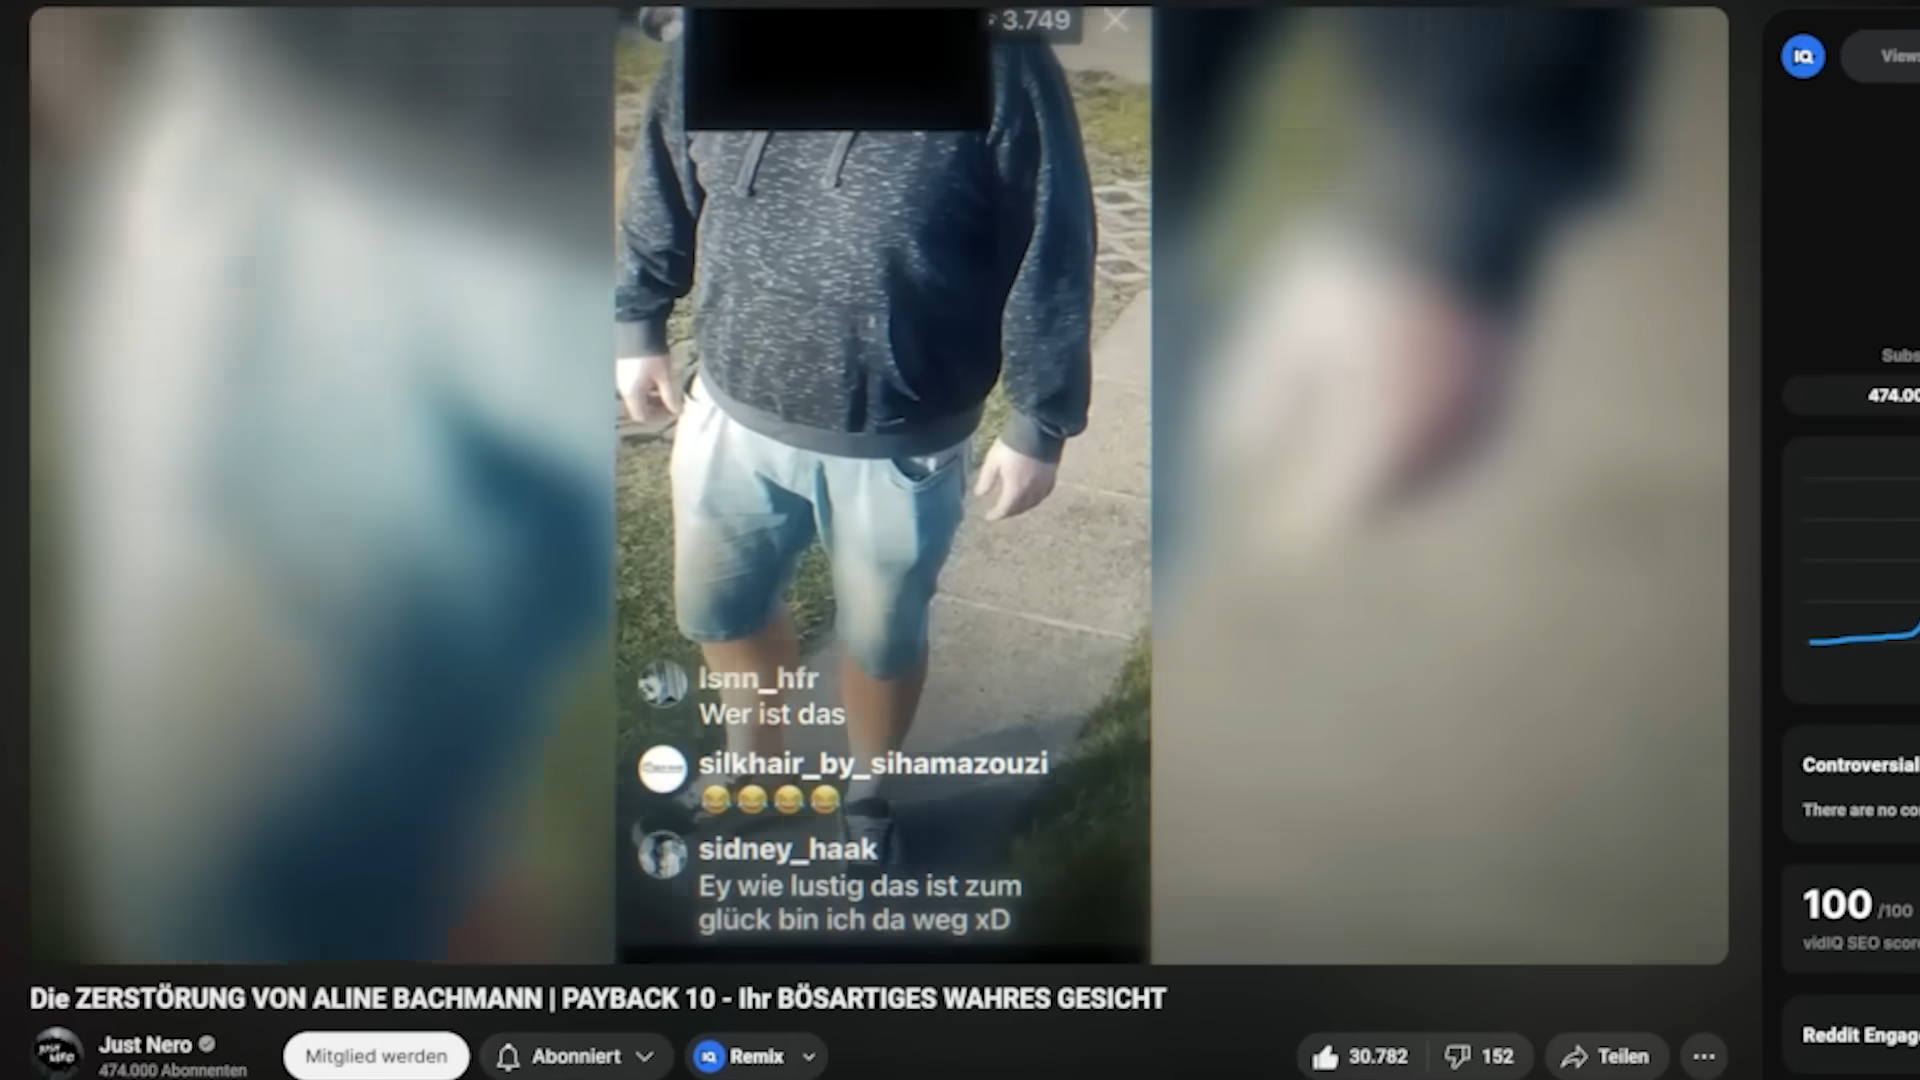 3.749
IQ
Subs
474.00
lsnn_hfr
Wer ist das
silkhair_by_sihamazouzi
😂😂😂😂
sidney_haak
Ey wie lustig das ist zum
glück bin ich da weg xD
Controversial
There are no co
100 /100
vidIQ SEO score
Die ZERSTÖRUNG VON ALINE BACHMANN | PAYBACK 10 - Ihr BÖSARTIGES WAHRES GESICHT
Just Nero
474.000 Abonnenten
Mitglied werden
Abonniert
IQ Remix
30.782
152
Teilen
Reddit Engag